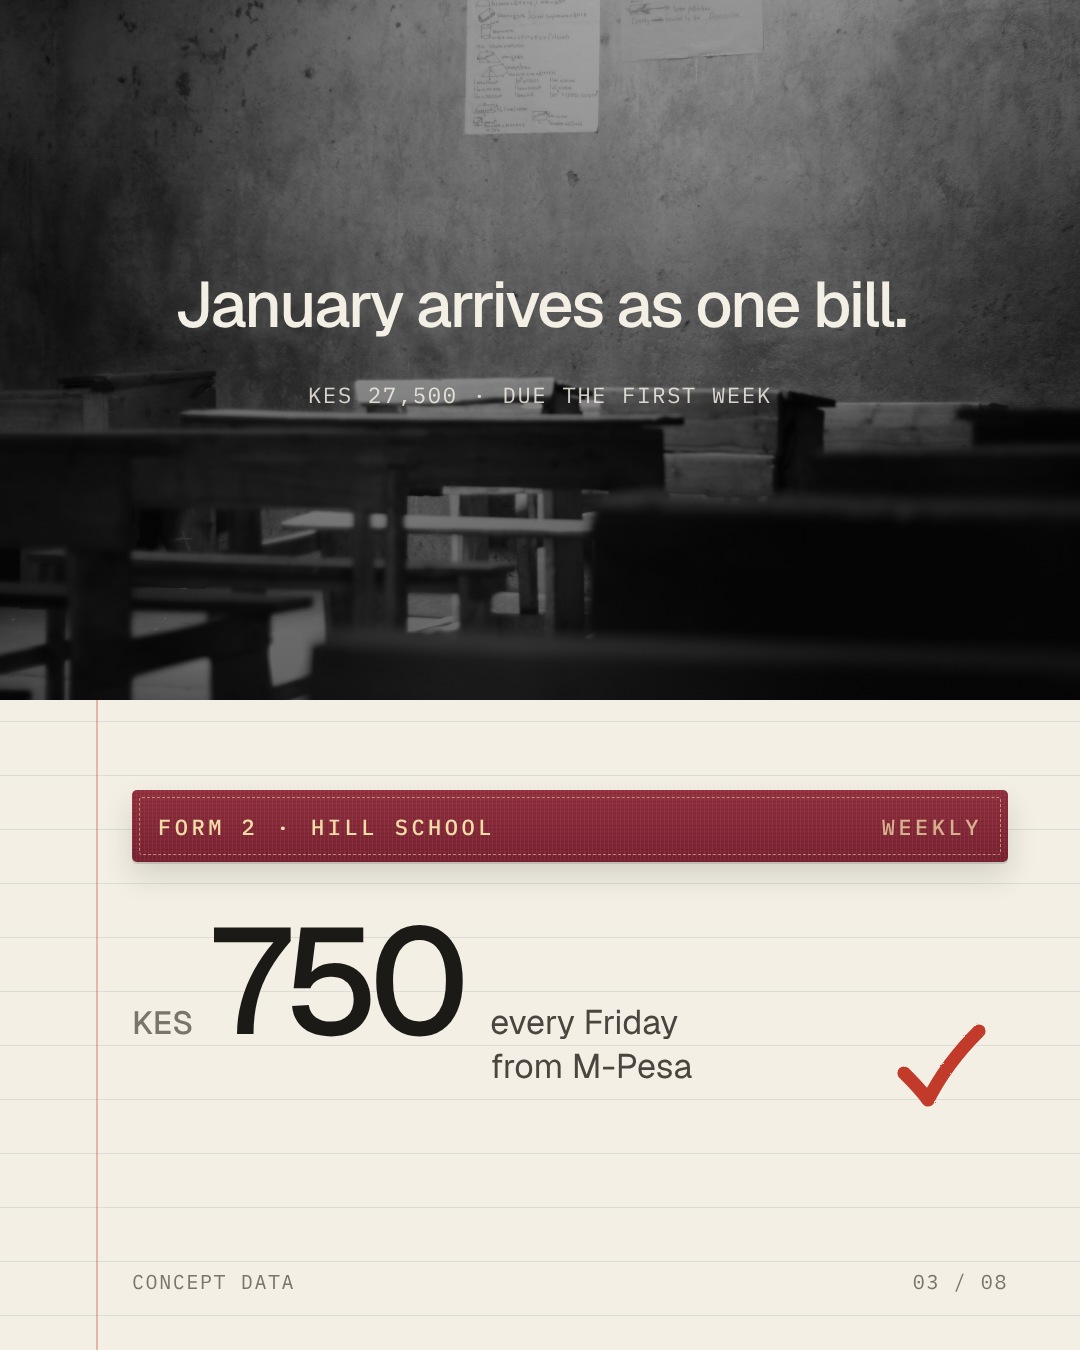 January arrives as one bill.
KES 27,500 · DUE THE FIRST WEEK
FORM 2 · HILL SCHOOL WEEKLY
KES 750 every Friday
from M-Pesa
CONCEPT DATA 03 / 08